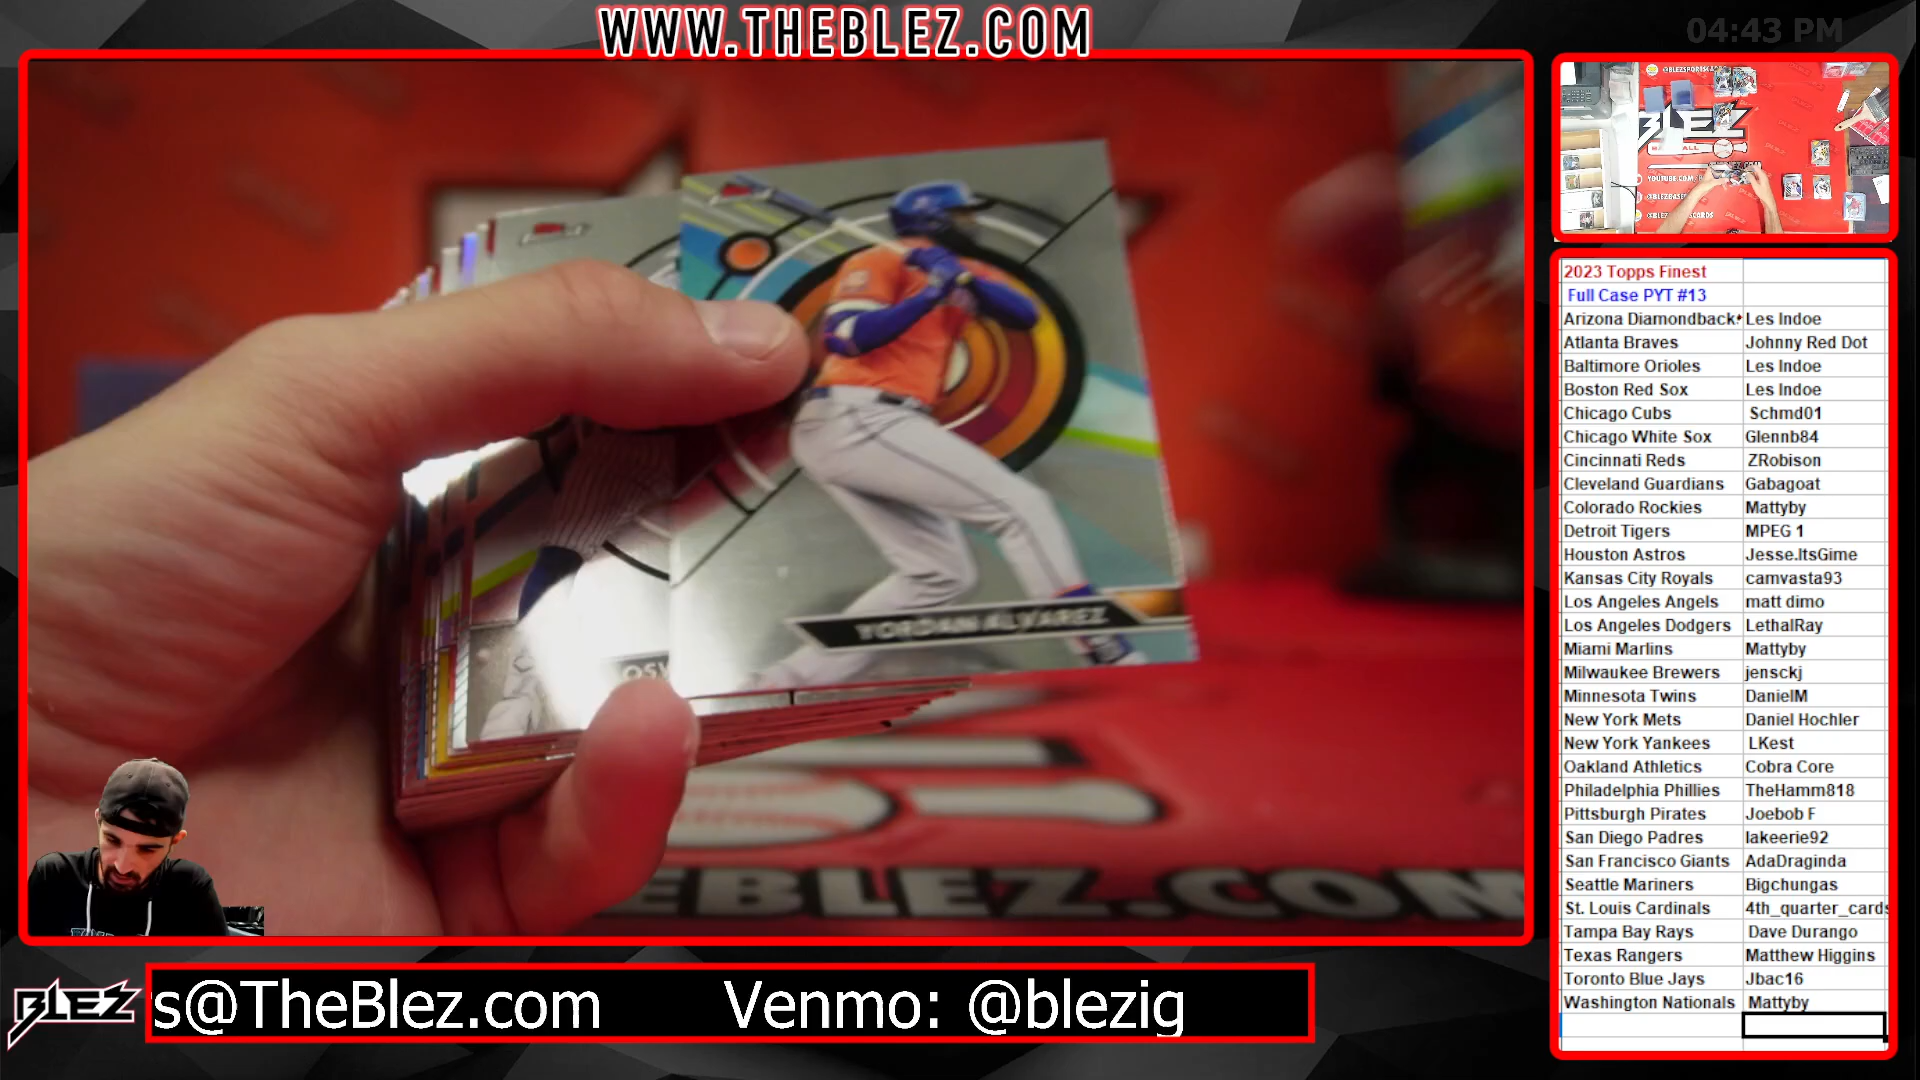 WWW.THEBLEZ.COM
04:43 PM
YORDAN ALVAREZ
OSW
EBLEZ.COM
BLEZ
s@TheBlez.com Venmo: @blezig
@BLEZSPORTSCARDS
BLEZ
2023 Topps Finest
Full Case PYT #13
Arizona Diamondback Les Indoe
Atlanta Braves Johnny Red Dot
Baltimore Orioles Les Indoe
Boston Red Sox Les Indoe
Chicago Cubs Schmd01
Chicago White Sox Glennb84
Cincinnati Reds ZRobison
Cleveland Guardians Gabagoat
Colorado Rockies Mattyby
Detroit Tigers MPEG 1
Houston Astros Jesse.ItsGime
Kansas City Royals camvasta93
Los Angeles Angels matt dimo
Los Angeles Dodgers LethalRay
Miami Marlins Mattyby
Milwaukee Brewers jensckj
Minnesota Twins DanielM
New York Mets Daniel Hochler
New York Yankees LKest
Oakland Athletics Cobra Core
Philadelphia Phillies TheHamm818
Pittsburgh Pirates Joebob F
San Diego Padres lakeerie92
San Francisco Giants AdaDraginda
Seattle Mariners Bigchungas
St. Louis Cardinals 4th_quarter_cards
Tampa Bay Rays Dave Durango
Texas Rangers Matthew Higgins
Toronto Blue Jays Jbac16
Washington Nationals Mattyby